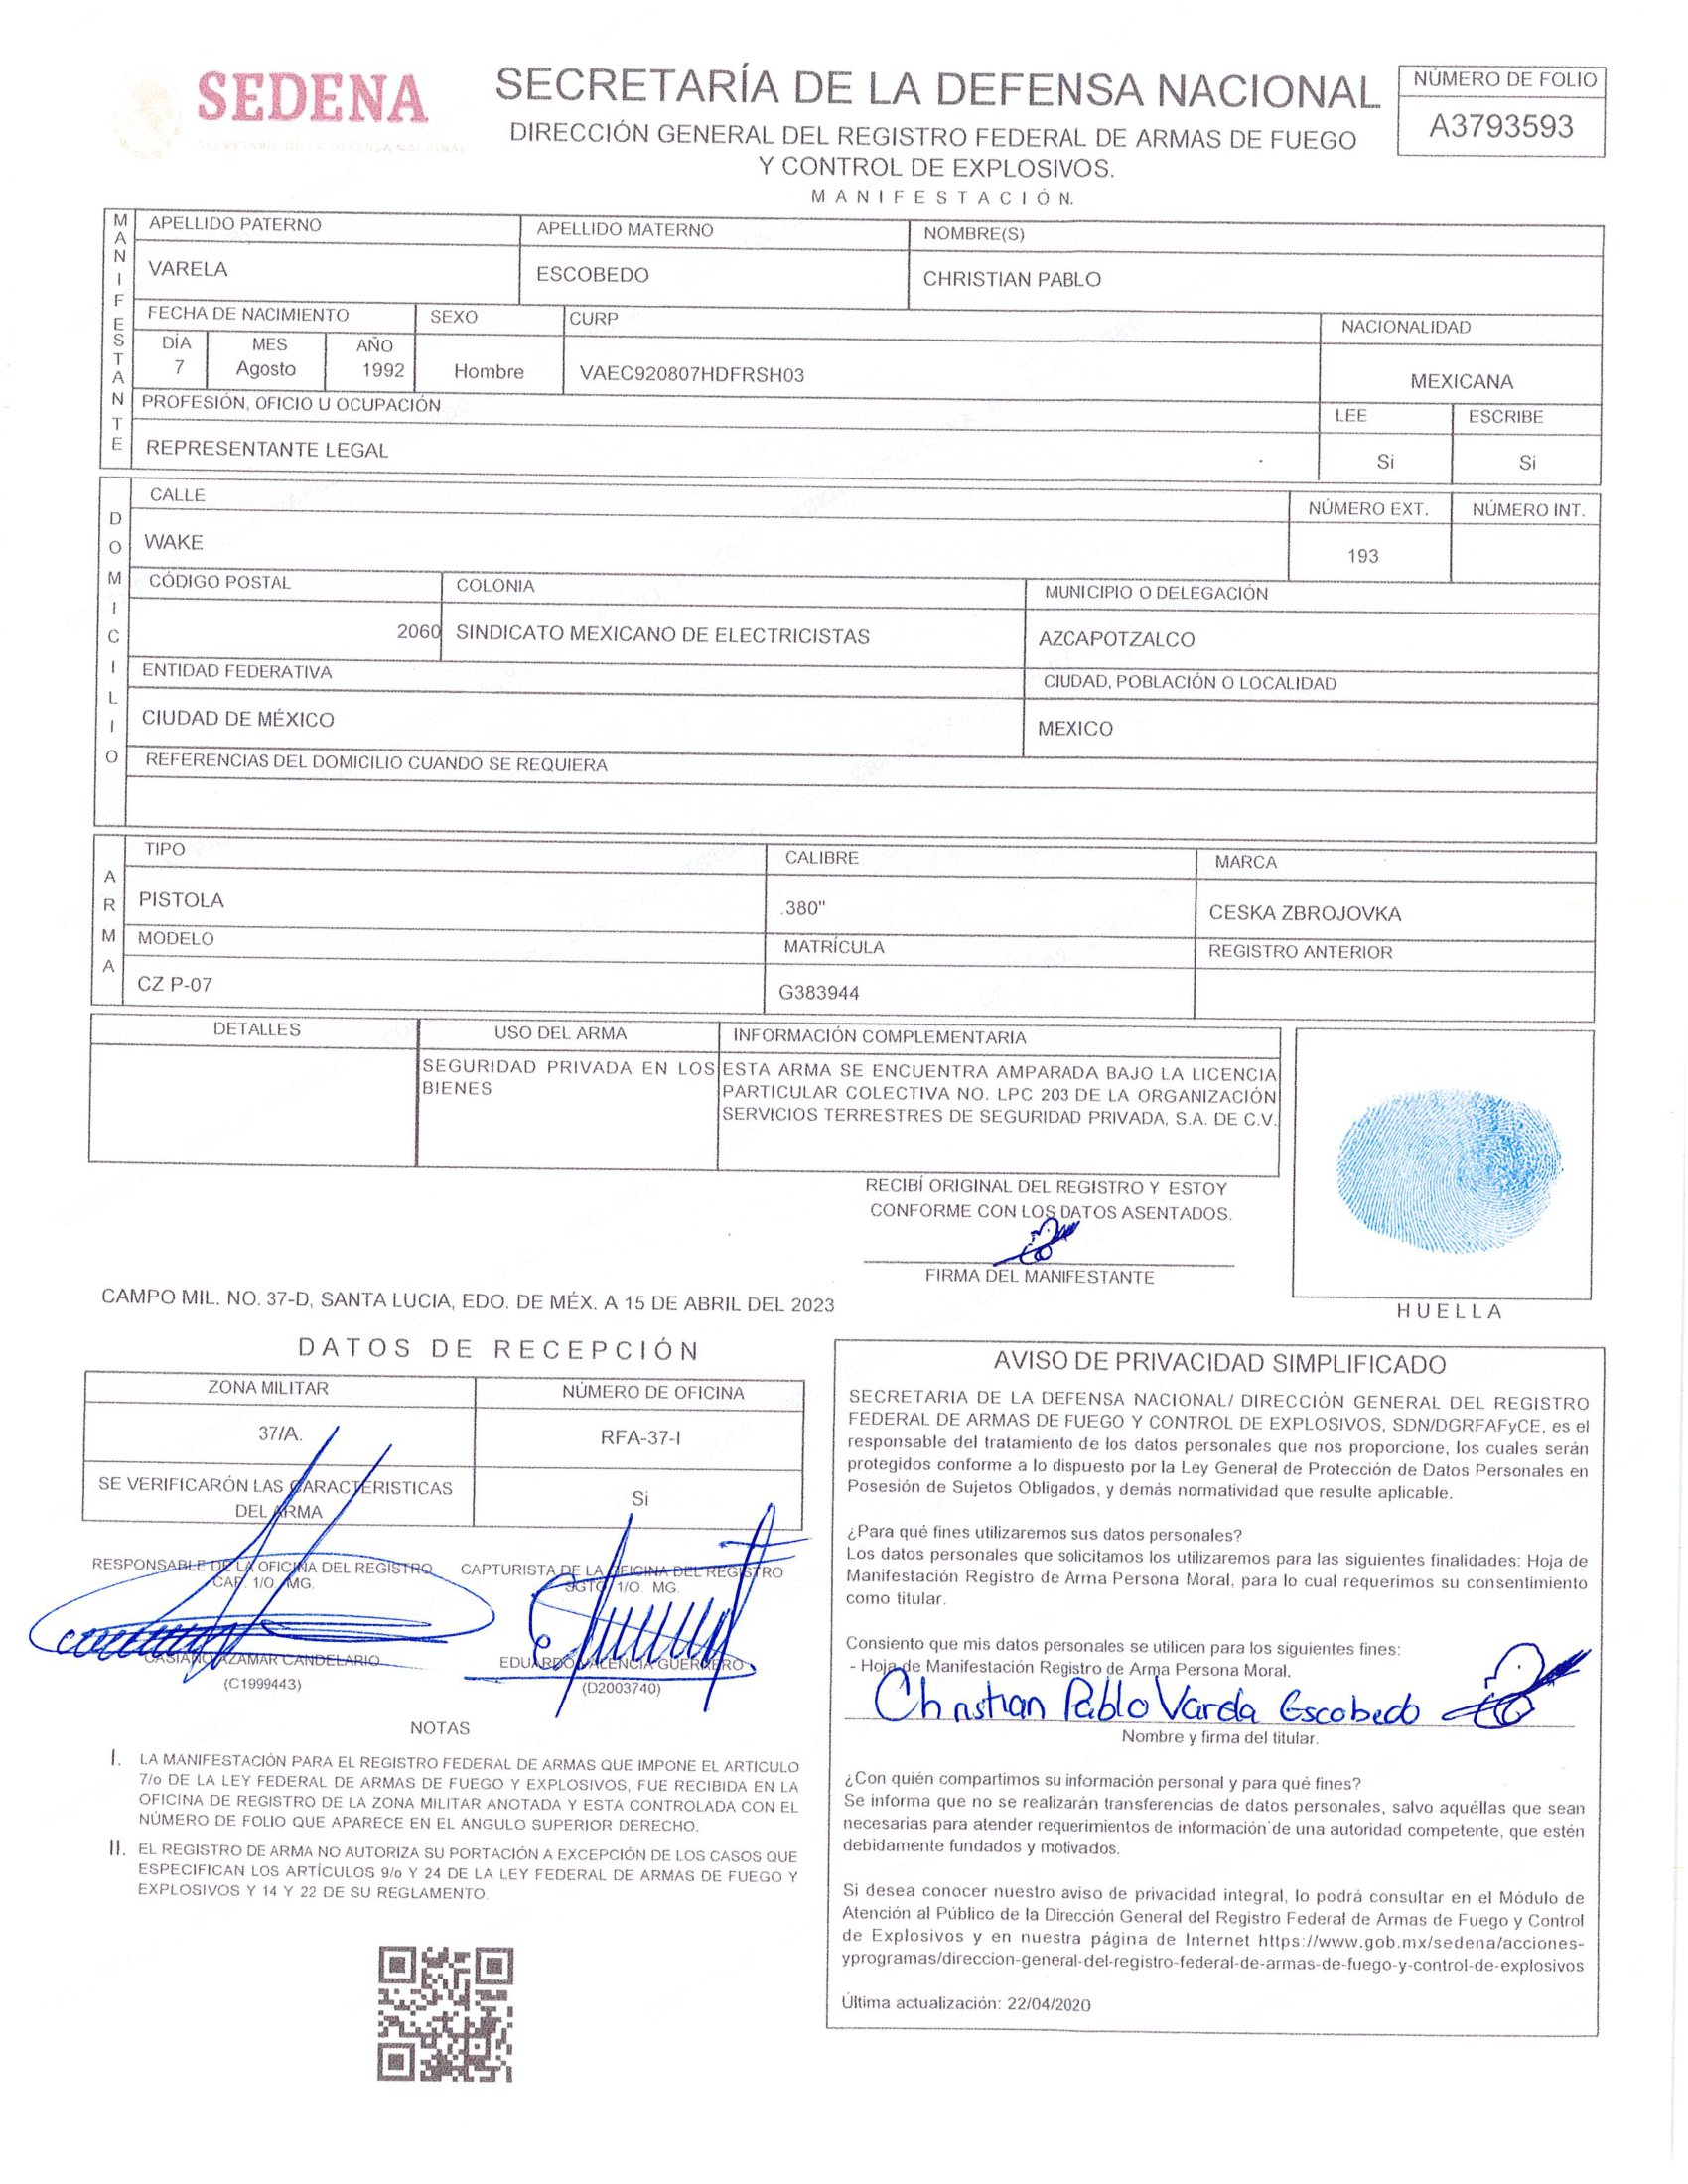 SEDENA
SECRETARÍA DE LA DEFENSA NACIONAL
SECRETARÍA DE LA DEFENSA NACIONAL
DIRECCIÓN GENERAL DEL REGISTRO FEDERAL DE ARMAS DE FUEGO
Y CONTROL DE EXPLOSIVOS.
MANIFESTACIÓN.
NÚMERO DE FOLIO
A3793593
MANIFESTANTE
APELLIDO PATERNO APELLIDO MATERNO NOMBRE(S)
VARELA ESCOBEDO CHRISTIAN PABLO
FECHA DE NACIMIENTO SEXO CURP NACIONALIDAD
DÍA MES AÑO
7 Agosto 1992 Hombre VAEC920807HDFRSH03 MEXICANA
PROFESIÓN, OFICIO U OCUPACIÓN LEE ESCRIBE
REPRESENTANTE LEGAL Si Si
DOMICILIO
CALLE NÚMERO EXT. NÚMERO INT.
WAKE 193
CÓDIGO POSTAL COLONIA MUNICIPIO O DELEGACIÓN
2060 SINDICATO MEXICANO DE ELECTRICISTAS AZCAPOTZALCO
ENTIDAD FEDERATIVA CIUDAD, POBLACIÓN O LOCALIDAD
CIUDAD DE MÉXICO MEXICO
REFERENCIAS DEL DOMICILIO CUANDO SE REQUIERA
ARMA
TIPO CALIBRE MARCA
PISTOLA .380" CESKA ZBROJOVKA
MODELO MATRÍCULA REGISTRO ANTERIOR
CZ P-07 G383944
DETALLES USO DEL ARMA INFORMACIÓN COMPLEMENTARIA
SEGURIDAD PRIVADA EN LOS
BIENES
ESTA ARMA SE ENCUENTRA AMPARADA BAJO LA LICENCIA
PARTICULAR COLECTIVA NO. LPC 203 DE LA ORGANIZACIÓN
SERVICIOS TERRESTRES DE SEGURIDAD PRIVADA, S.A. DE C.V.
RECIBÍ ORIGINAL DEL REGISTRO Y ESTOY
CONFORME CON LOS DATOS ASENTADOS.
FIRMA DEL MANIFESTANTE
HUELLA
CAMPO MIL. NO. 37-D, SANTA LUCIA, EDO. DE MÉX. A 15 DE ABRIL DEL 2023
DATOS DE RECEPCIÓN
ZONA MILITAR NÚMERO DE OFICINA
37/A. RFA-37-I
SE VERIFICARÓN LAS CARACTERISTICAS
DEL ARMA
Si
RESPONSABLE DE LA OFICINA DEL REGISTRO
CAP. 1/O. MG.
CASIANO AZAMAR CANDELARIO
(C1999443)
CAPTURISTA DE LA OFICINA DEL REGISTRO
SGTO. 1/O. MG.
EDUARDO VALENCIA GUERRERO
(D2003740)
NOTAS
I. LA MANIFESTACIÓN PARA EL REGISTRO FEDERAL DE ARMAS QUE IMPONE EL ARTICULO
7/o DE LA LEY FEDERAL DE ARMAS DE FUEGO Y EXPLOSIVOS, FUE RECIBIDA EN LA
OFICINA DE REGISTRO DE LA ZONA MILITAR ANOTADA Y ESTA CONTROLADA CON EL
NÚMERO DE FOLIO QUE APARECE EN EL ANGULO SUPERIOR DERECHO.
II. EL REGISTRO DE ARMA NO AUTORIZA SU PORTACIÓN A EXCEPCIÓN DE LOS CASOS QUE
ESPECIFICAN LOS ARTÍCULOS 9/o Y 24 DE LA LEY FEDERAL DE ARMAS DE FUEGO Y
EXPLOSIVOS Y 14 Y 22 DE SU REGLAMENTO.
AVISO DE PRIVACIDAD SIMPLIFICADO
SECRETARIA DE LA DEFENSA NACIONAL/ DIRECCIÓN GENERAL DEL REGISTRO
FEDERAL DE ARMAS DE FUEGO Y CONTROL DE EXPLOSIVOS, SDN/DGRFAFyCE, es el
responsable del tratamiento de los datos personales que nos proporcione, los cuales serán
protegidos conforme a lo dispuesto por la Ley General de Protección de Datos Personales en
Posesión de Sujetos Obligados, y demás normatividad que resulte aplicable.
¿Para qué fines utilizaremos sus datos personales?
Los datos personales que solicitamos los utilizaremos para las siguientes finalidades: Hoja de
Manifestación Registro de Arma Persona Moral, para lo cual requerimos su consentimiento
como titular.
Consiento que mis datos personales se utilicen para los siguientes fines:
- Hoja de Manifestación Registro de Arma Persona Moral.
Christian Pablo Varela Escobedo
Nombre y firma del titular.
¿Con quién compartimos su información personal y para qué fines?
Se informa que no se realizarán transferencias de datos personales, salvo aquéllas que sean
necesarias para atender requerimientos de información de una autoridad competente, que estén
debidamente fundados y motivados.
Si desea conocer nuestro aviso de privacidad integral, lo podrá consultar en el Módulo de
Atención al Público de la Dirección General del Registro Federal de Armas de Fuego y Control
de Explosivos y en nuestra página de Internet https://www.gob.mx/sedena/acciones-
yprogramas/direccion-general-del-registro-federal-de-armas-de-fuego-y-control-de-explosivos
Última actualización: 22/04/2020